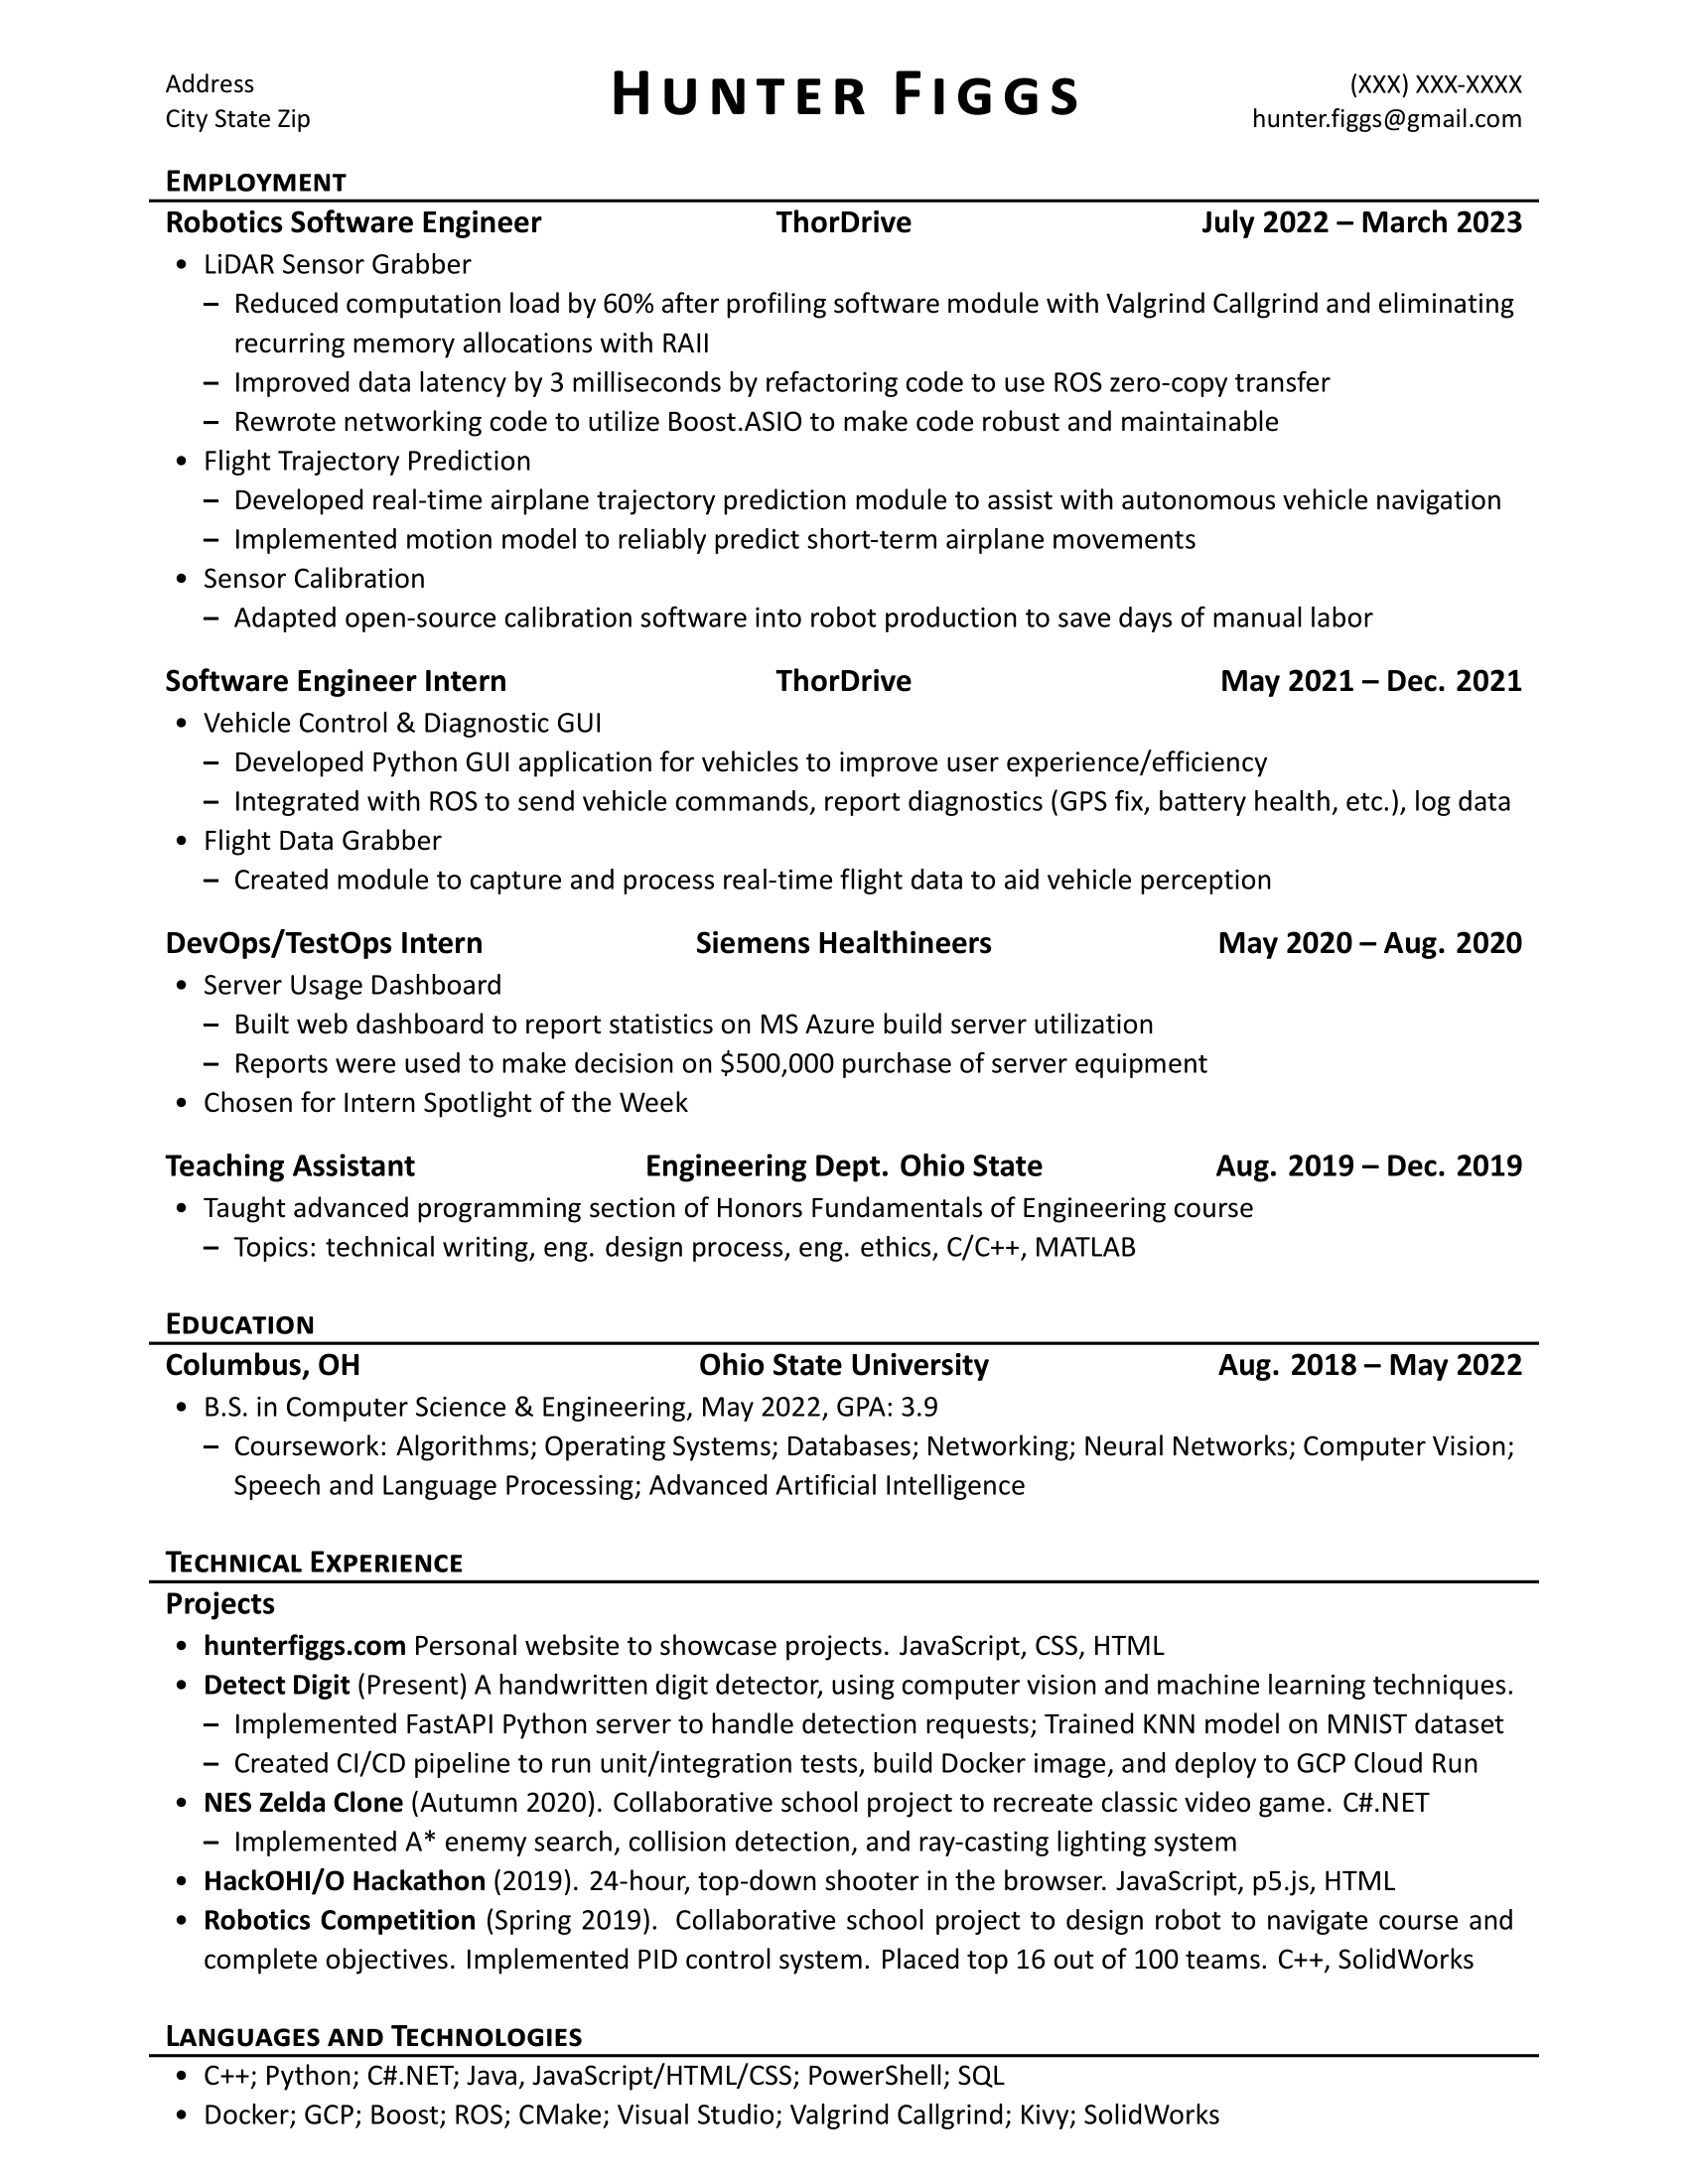 Address
City State Zip
HUNTER FIGGS
(XXX) XXX-XXXX
hunter.figgs@gmail.com
EMPLOYMENT
Robotics Software Engineer ThorDrive July 2022 – March 2023
• LiDAR Sensor Grabber
– Reduced computation load by 60% after profiling software module with Valgrind Callgrind and eliminating
recurring memory allocations with RAII
– Improved data latency by 3 milliseconds by refactoring code to use ROS zero-copy transfer
– Rewrote networking code to utilize Boost.ASIO to make code robust and maintainable
• Flight Trajectory Prediction
– Developed real-time airplane trajectory prediction module to assist with autonomous vehicle navigation
– Implemented motion model to reliably predict short-term airplane movements
• Sensor Calibration
– Adapted open-source calibration software into robot production to save days of manual labor
Software Engineer Intern ThorDrive May 2021 – Dec. 2021
• Vehicle Control & Diagnostic GUI
– Developed Python GUI application for vehicles to improve user experience/efficiency
– Integrated with ROS to send vehicle commands, report diagnostics (GPS fix, battery health, etc.), log data
• Flight Data Grabber
– Created module to capture and process real-time flight data to aid vehicle perception
DevOps/TestOps Intern Siemens Healthineers May 2020 – Aug. 2020
• Server Usage Dashboard
– Built web dashboard to report statistics on MS Azure build server utilization
– Reports were used to make decision on $500,000 purchase of server equipment
• Chosen for Intern Spotlight of the Week
Teaching Assistant Engineering Dept. Ohio State Aug. 2019 – Dec. 2019
• Taught advanced programming section of Honors Fundamentals of Engineering course
– Topics: technical writing, eng. design process, eng. ethics, C/C++, MATLAB
EDUCATION
Columbus, OH Ohio State University Aug. 2018 – May 2022
• B.S. in Computer Science & Engineering, May 2022, GPA: 3.9
– Coursework: Algorithms; Operating Systems; Databases; Networking; Neural Networks; Computer Vision;
Speech and Language Processing; Advanced Artificial Intelligence
TECHNICAL EXPERIENCE
Projects
• hunterfiggs.com Personal website to showcase projects. JavaScript, CSS, HTML
• Detect Digit (Present) A handwritten digit detector, using computer vision and machine learning techniques.
– Implemented FastAPI Python server to handle detection requests; Trained KNN model on MNIST dataset
– Created CI/CD pipeline to run unit/integration tests, build Docker image, and deploy to GCP Cloud Run
• NES Zelda Clone (Autumn 2020). Collaborative school project to recreate classic video game. C#.NET
– Implemented A* enemy search, collision detection, and ray-casting lighting system
• HackOHI/O Hackathon (2019). 24-hour, top-down shooter in the browser. JavaScript, p5.js, HTML
• Robotics Competition (Spring 2019). Collaborative school project to design robot to navigate course and
complete objectives. Implemented PID control system. Placed top 16 out of 100 teams. C++, SolidWorks
LANGUAGES AND TECHNOLOGIES
• C++; Python; C#.NET; Java, JavaScript/HTML/CSS; PowerShell; SQL
• Docker; GCP; Boost; ROS; CMake; Visual Studio; Valgrind Callgrind; Kivy; SolidWorks